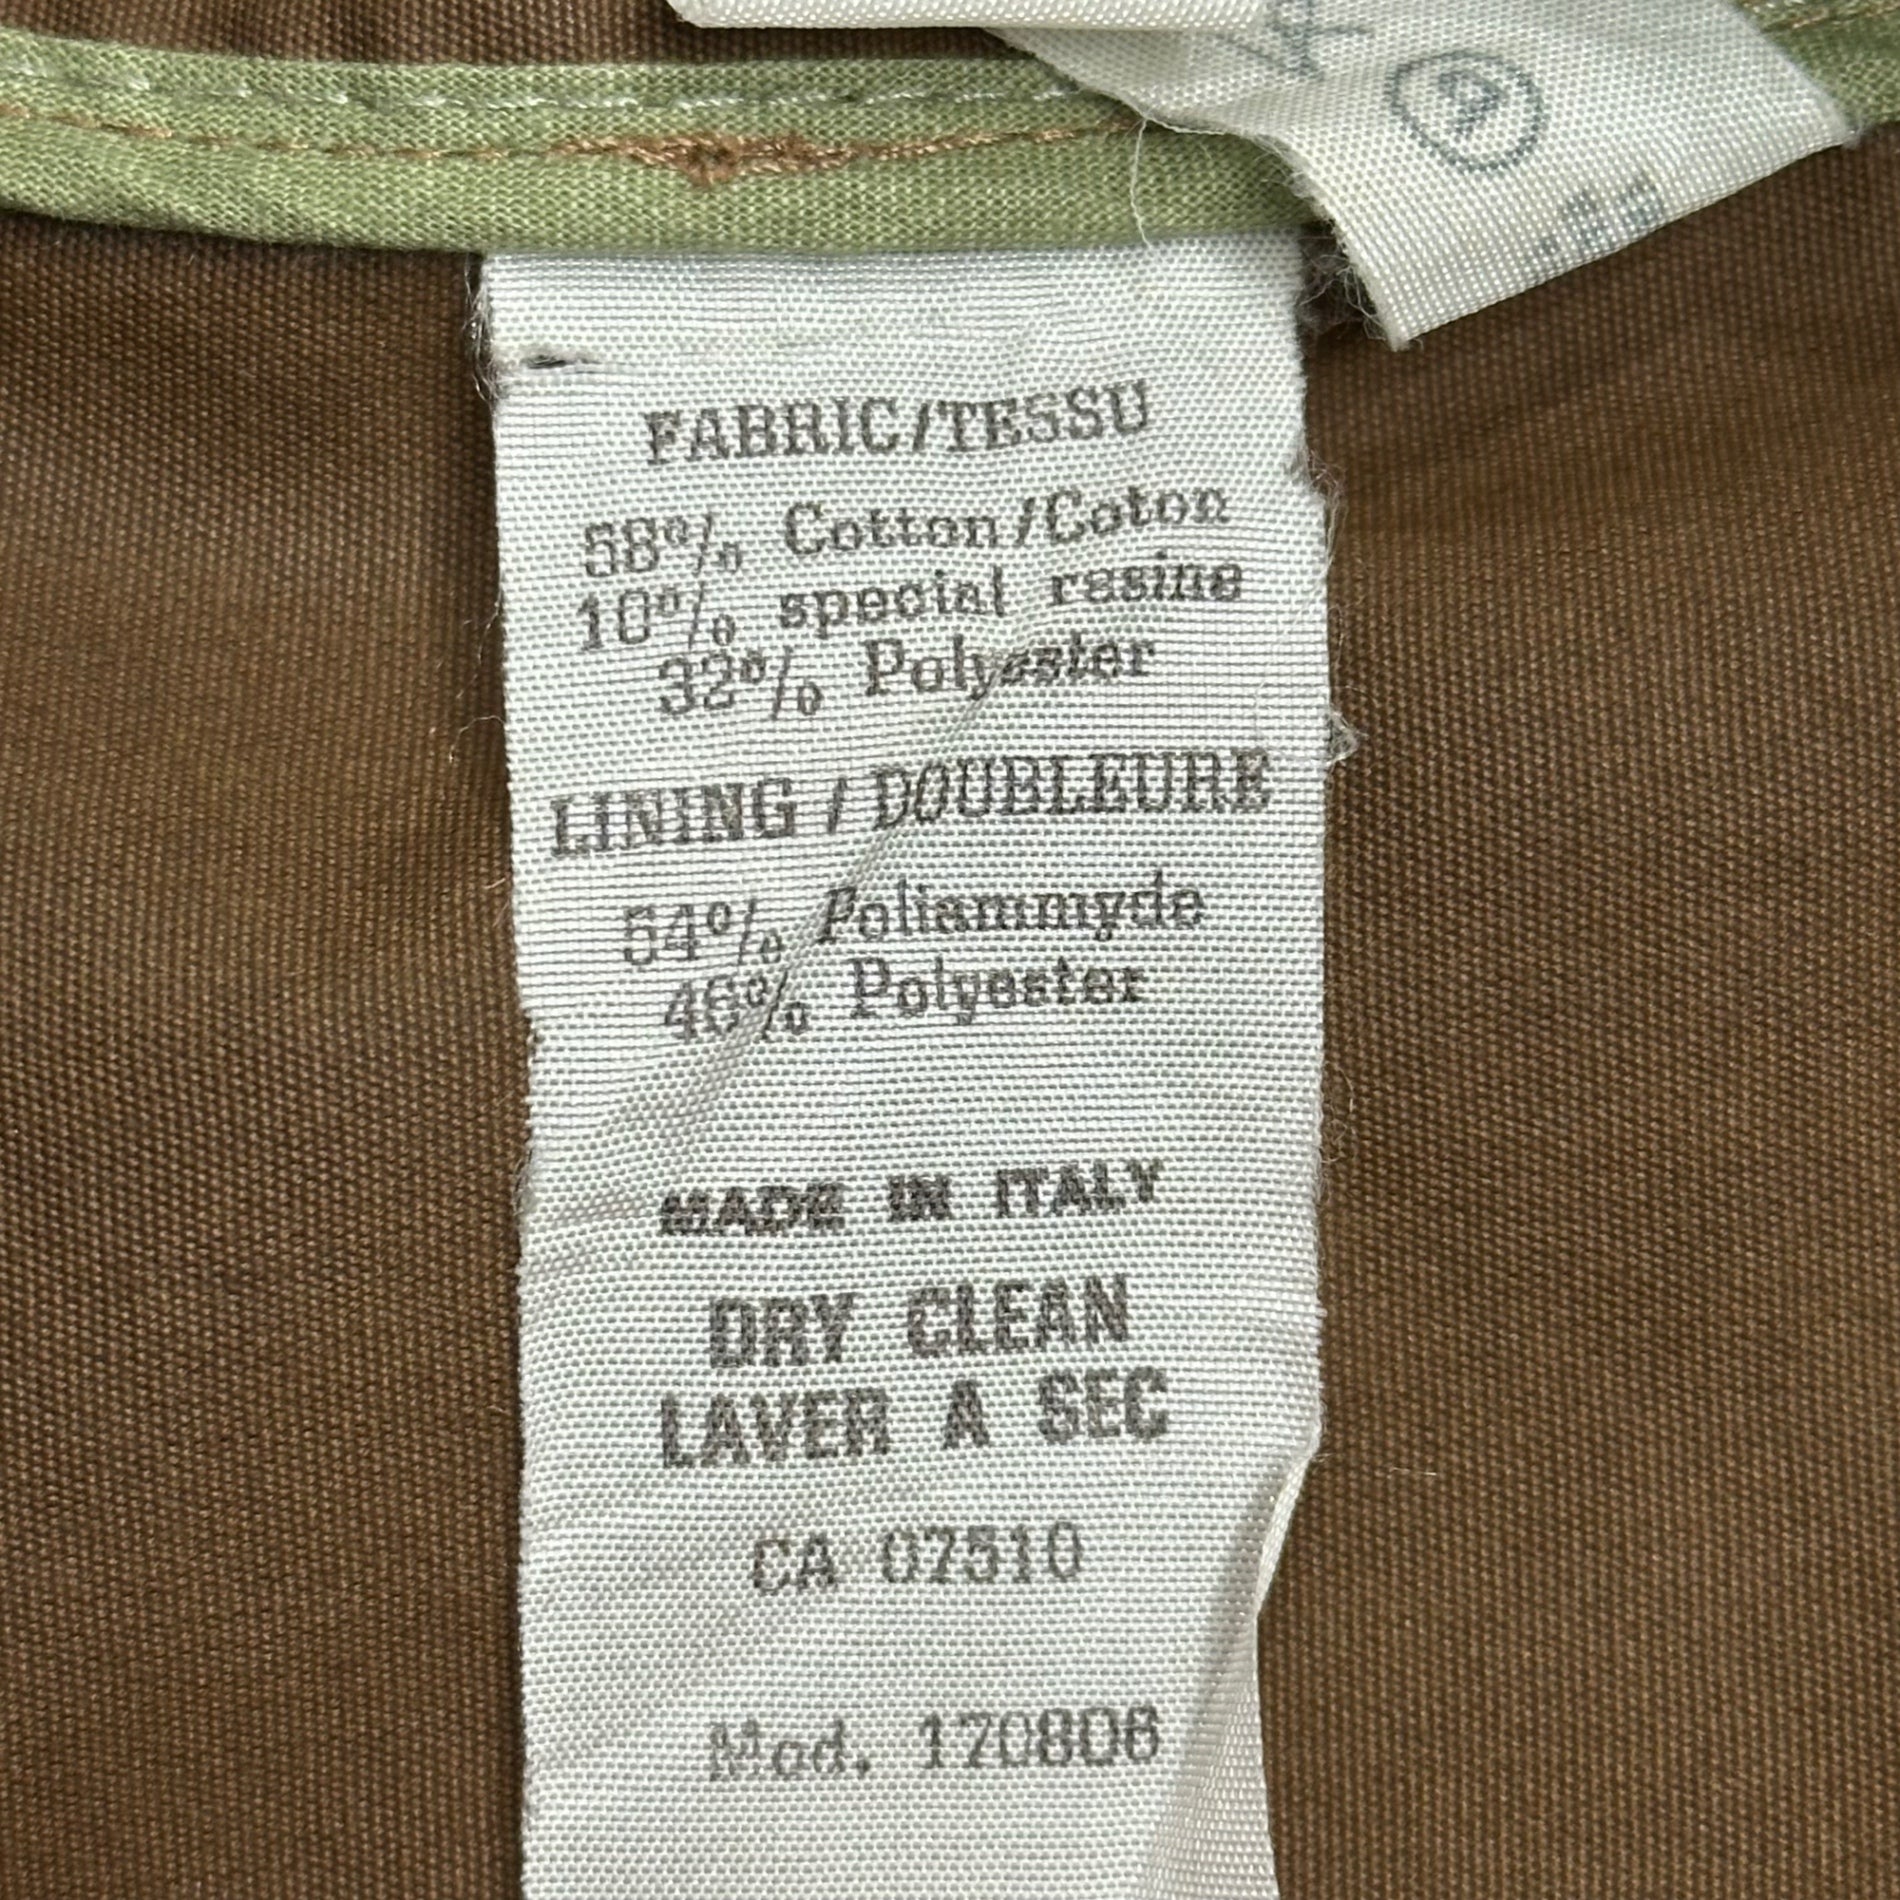 FABRIC/TESSU
58% Cotton/Coton
10% special resine
32% Polyester
LINING / DOUBLEURE
54% Poliammyde
46% Polyester
MADE IN ITALY
DRY CLEAN
LAVER A SEC
CA 07510
Mod. 170806